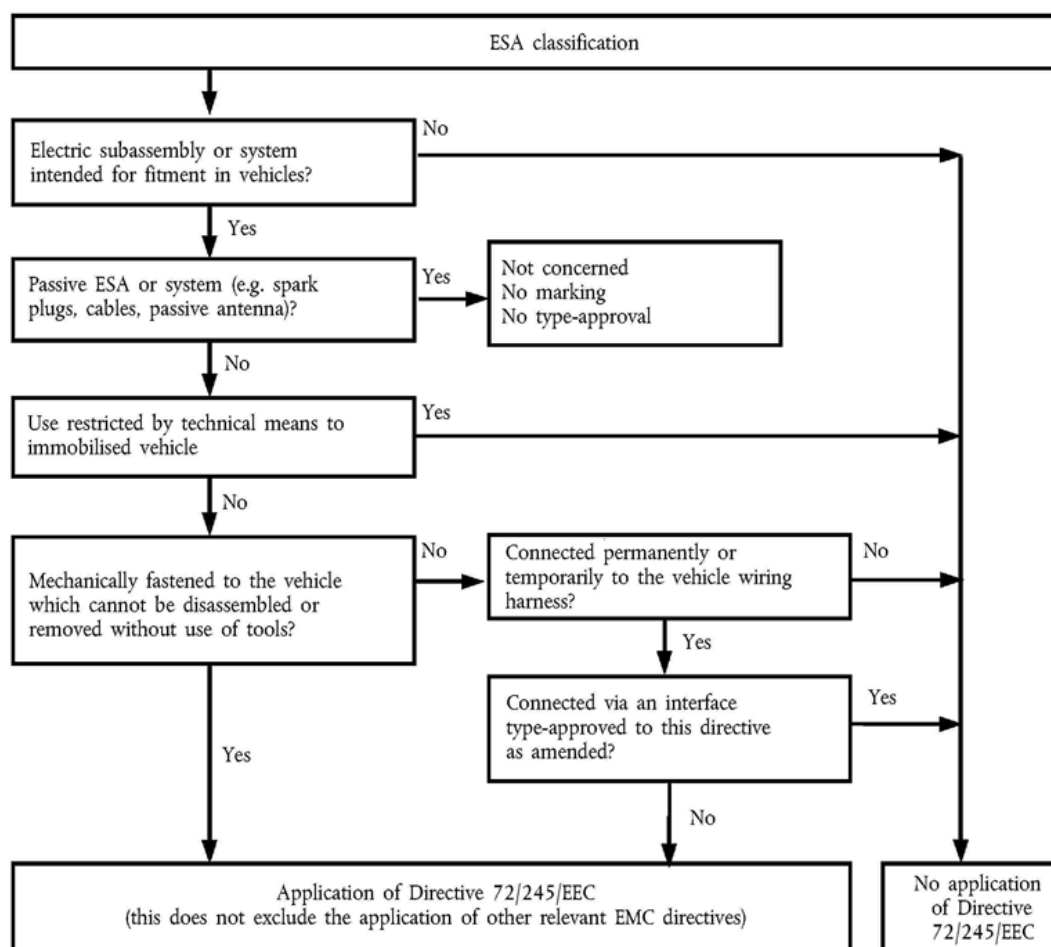 ESA classification
Electric subassembly or system
intended for fitment in vehicles?
No
Yes
Passive ESA or system (e.g. spark
plugs, cables, passive antenna)?
Yes
Not concerned
No marking
No type-approval
No
Use restricted by technical means to
immobilised vehicle
Yes
No
Mechanically fastened to the vehicle
which cannot be disassembled or
removed without use of tools?
No
Connected permanently or
temporarily to the vehicle wiring
harness?
No
Yes
Connected via an interface
type-approved to this directive
as amended?
Yes
Yes
No
Application of Directive 72/245/EEC
(this does not exclude the application of other relevant EMC directives)
No application
of Directive
72/245/EEC